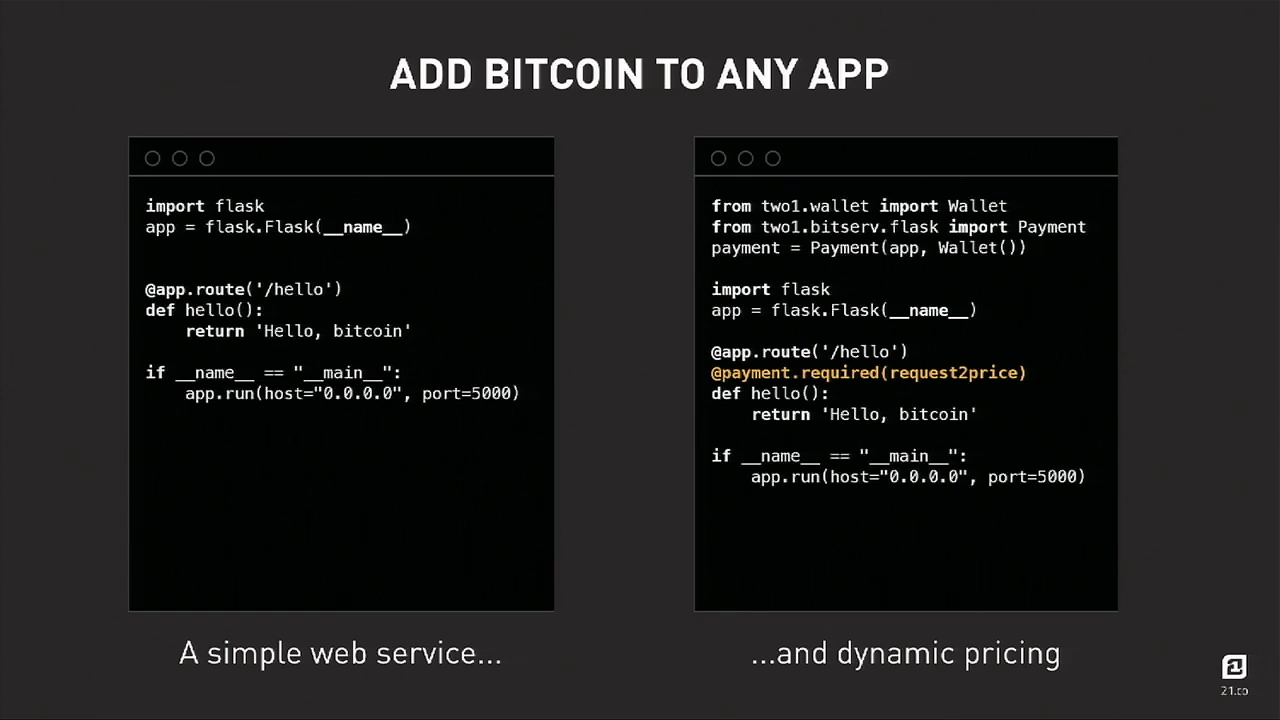 ADD BITCOIN TO ANY APP
import flask
app = flask.Flask(__name__)
@app.route('/hello')
def hello():
    return 'Hello, bitcoin'
if __name__ == "__main__":
    app.run(host="0.0.0.0", port=5000)
A simple web service...
from two1.wallet import Wallet
from two1.bitserv.flask import Payment
payment = Payment(app, Wallet())
import flask
app = flask.Flask(__name__)
@app.route('/hello')
@payment.required(request2price)
def hello():
    return 'Hello, bitcoin'
if __name__ == "__main__":
    app.run(host="0.0.0.0", port=5000)
...and dynamic pricing
21.co